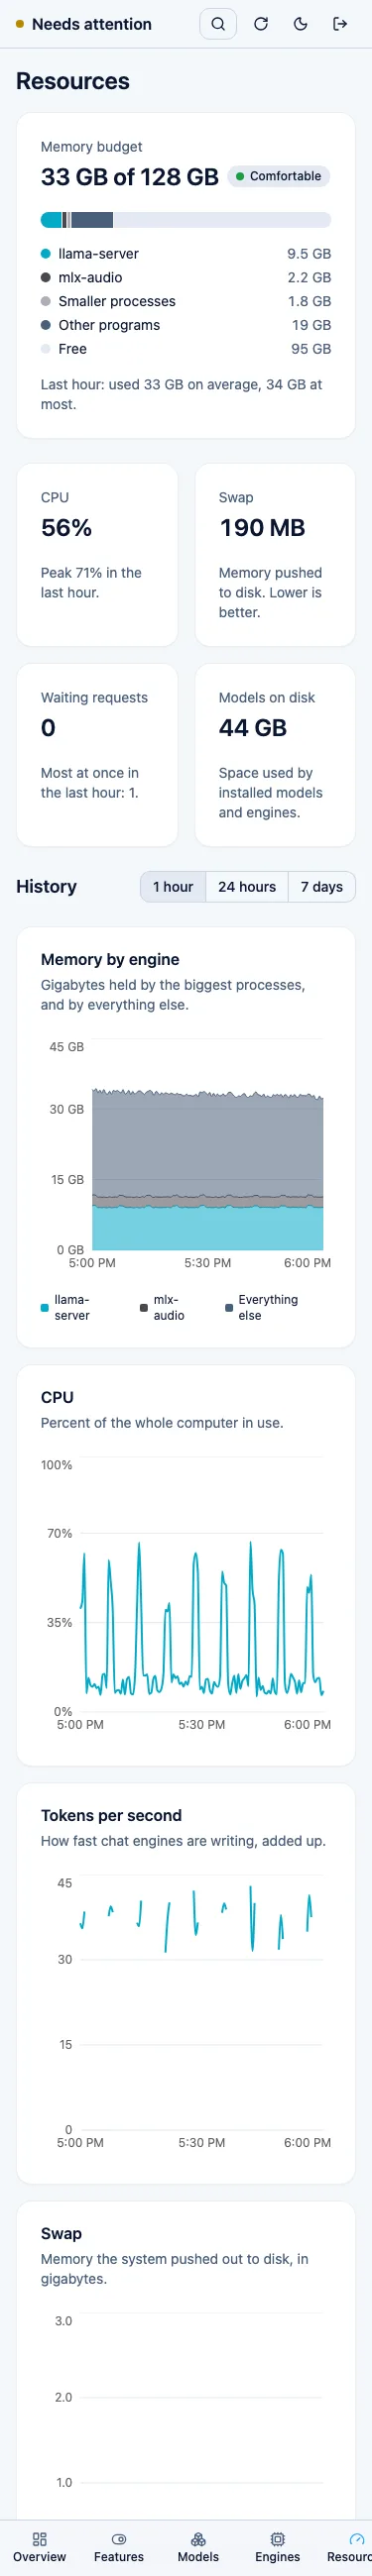 Needs attention
Resources
Memory budget
33 GB of 128 GB
Comfortable
llama-server 9.5 GB
mlx-audio 2.2 GB
Smaller processes 1.8 GB
Other programs 19 GB
Free 95 GB
Last hour: used 33 GB on average, 34 GB at
most.
CPU
56%
Peak 71% in the
last hour.
Swap
190 MB
Memory pushed
to disk. Lower is
better.
Waiting requests
0
Most at once in
the last hour: 1.
Models on disk
44 GB
Space used by
installed models
and engines.
History
1 hour 24 hours 7 days
Memory by engine
Gigabytes held by the biggest processes,
and by everything else.
45 GB
30 GB
15 GB
0 GB
5:00 PM 5:30 PM 6:00 PM
llama-
server
mlx-
audio
Everything
else
CPU
Percent of the whole computer in use.
100%
70%
35%
0%
5:00 PM 5:30 PM 6:00 PM
Tokens per second
How fast chat engines are writing, added up.
45
30
15
0
5:00 PM 5:30 PM 6:00 PM
Swap
Memory the system pushed out to disk, in
gigabytes.
3.0
2.0
1.0
Overview Features Models Engines Resourc